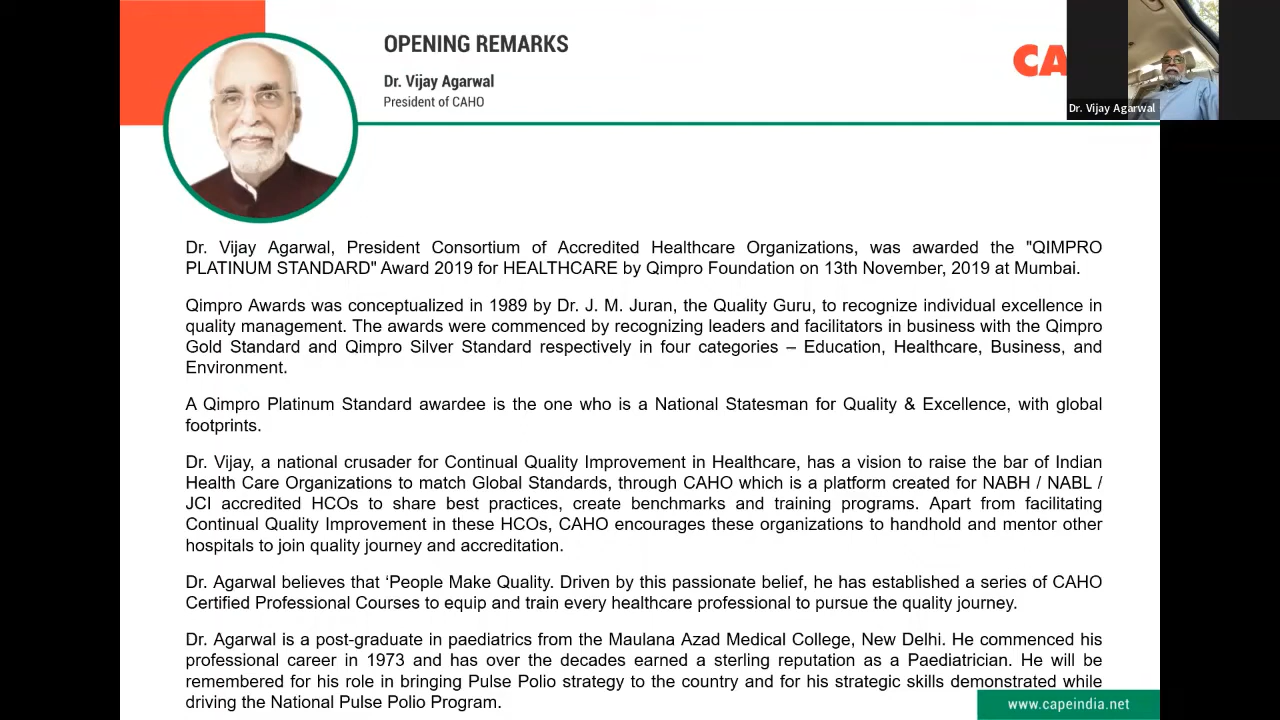 OPENING REMARKS
Dr. Vijay Agarwal
President of CAHO
CA
Dr. Vijay Agarwal
Dr. Vijay Agarwal, President Consortium of Accredited Healthcare Organizations, was awarded the "QIMPRO
PLATINUM STANDARD" Award 2019 for HEALTHCARE by Qimpro Foundation on 13th November, 2019 at Mumbai.
Qimpro Awards was conceptualized in 1989 by Dr. J. M. Juran, the Quality Guru, to recognize individual excellence in
quality management. The awards were commenced by recognizing leaders and facilitators in business with the Qimpro
Gold Standard and Qimpro Silver Standard respectively in four categories – Education, Healthcare, Business, and
Environment.
A Qimpro Platinum Standard awardee is the one who is a National Statesman for Quality & Excellence, with global
footprints.
Dr. Vijay, a national crusader for Continual Quality Improvement in Healthcare, has a vision to raise the bar of Indian
Health Care Organizations to match Global Standards, through CAHO which is a platform created for NABH / NABL /
JCI accredited HCOs to share best practices, create benchmarks and training programs. Apart from facilitating
Continual Quality Improvement in these HCOs, CAHO encourages these organizations to handhold and mentor other
hospitals to join quality journey and accreditation.
Dr. Agarwal believes that ‘People Make Quality. Driven by this passionate belief, he has established a series of CAHO
Certified Professional Courses to equip and train every healthcare professional to pursue the quality journey.
Dr. Agarwal is a post-graduate in paediatrics from the Maulana Azad Medical College, New Delhi. He commenced his
professional career in 1973 and has over the decades earned a sterling reputation as a Paediatrician. He will be
remembered for his role in bringing Pulse Polio strategy to the country and for his strategic skills demonstrated while
driving the National Pulse Polio Program.
www.capeindia.net